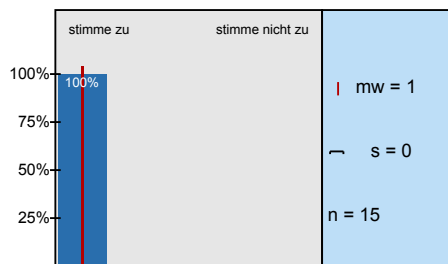 stimme zu stimme nicht zu
100%
100%
75%
50%
25%
mw = 1
s = 0
n = 15